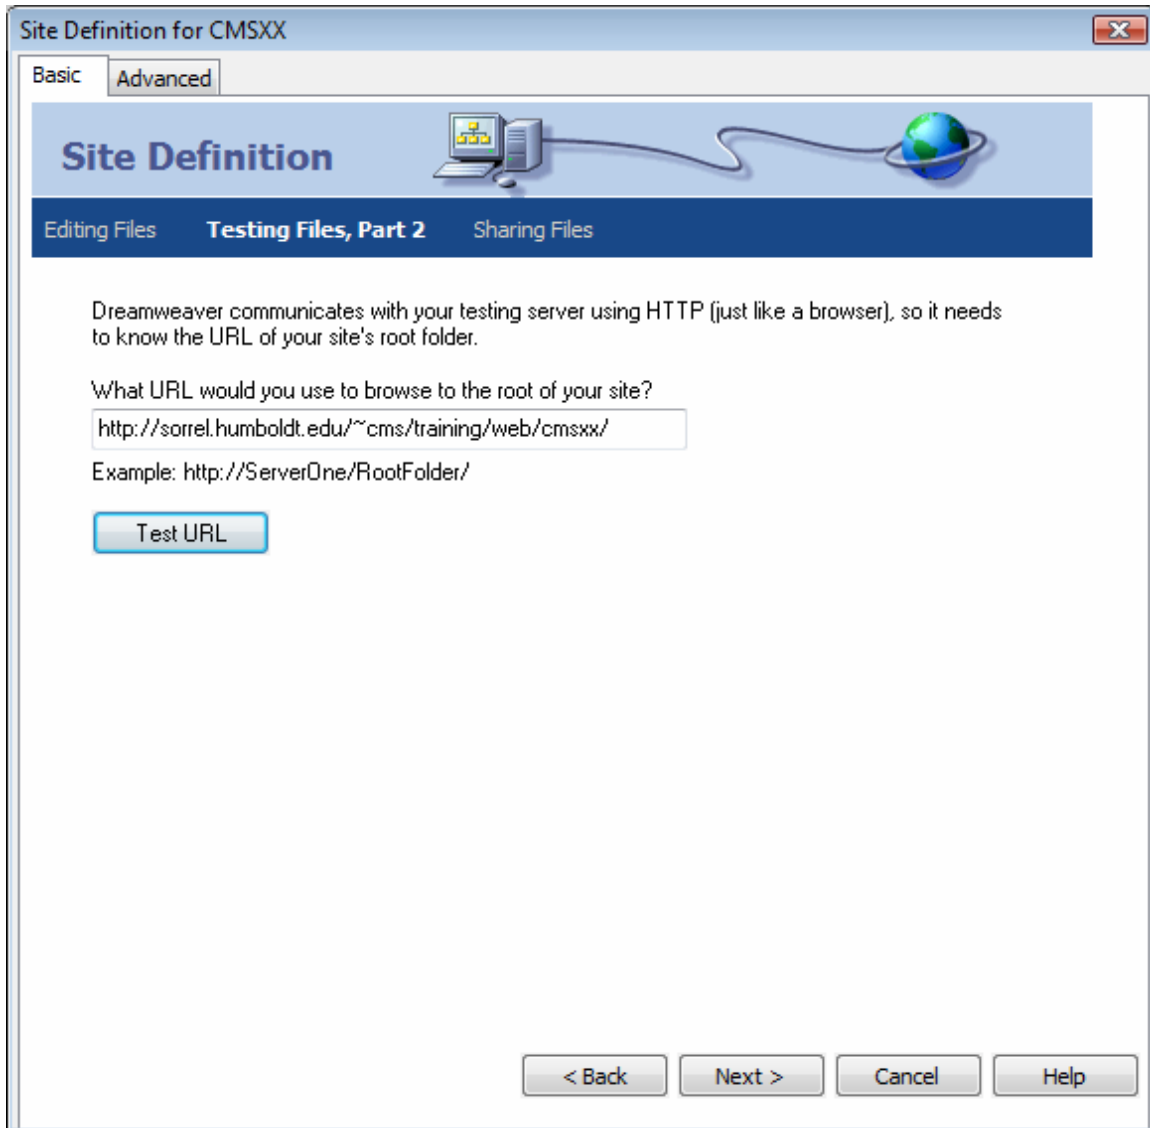 Site Definition for CMSXX
Basic Advanced
Site Definition
Editing Files Testing Files, Part 2 Sharing Files
Dreamweaver communicates with your testing server using HTTP (just like a browser), so it needs
to know the URL of your site's root folder.
What URL would you use to browse to the root of your site?
http://sorrel.humboldt.edu/~cms/training/web/cmsxx/
Example: http://ServerOne/RootFolder/
Test URL
< Back Next > Cancel Help